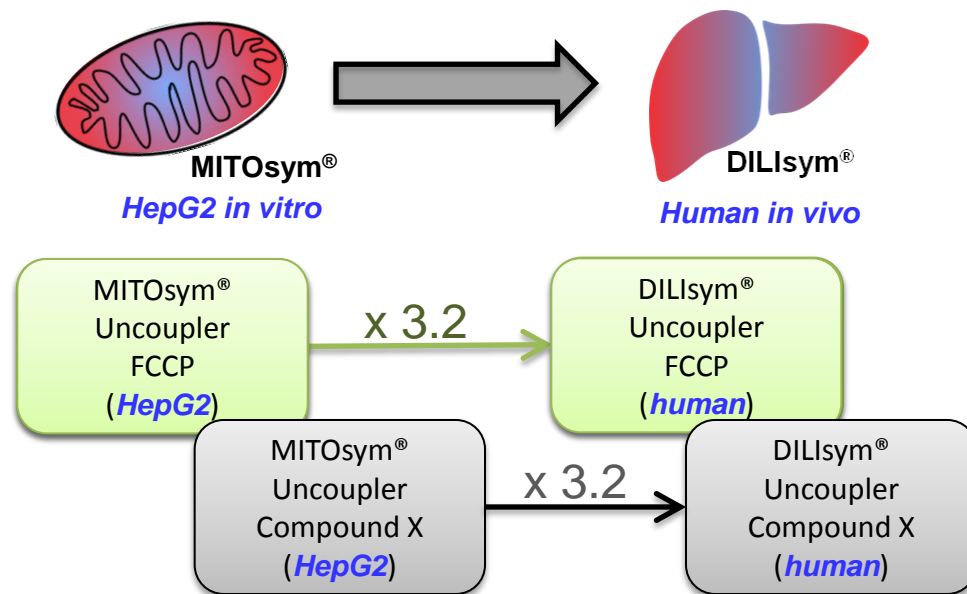 MITOsym®
HepG2 in vitro
DILIsym®
Human in vivo
MITOsym®
Uncoupler
FCCP
(HepG2)
x 3.2
DILIsym®
Uncoupler
FCCP
(human)
MITOsym®
Uncoupler
Compound X
(HepG2)
x 3.2
DILIsym®
Uncoupler
Compound X
(human)